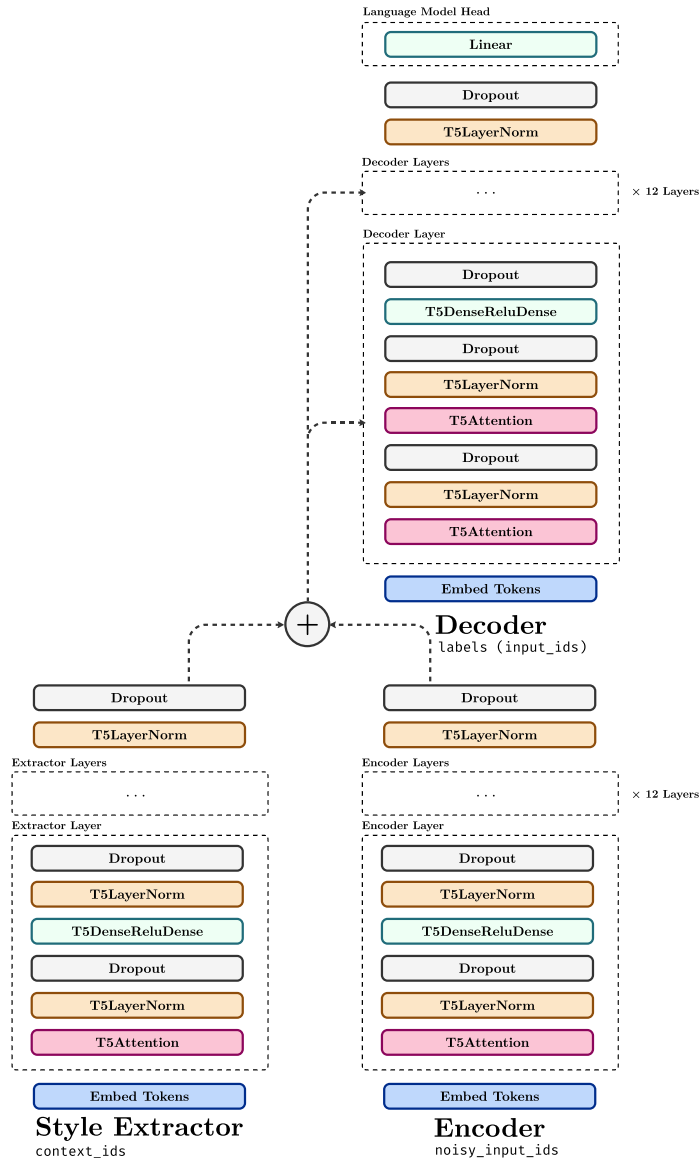 Language Model Head
Linear
Dropout
T5LayerNorm
Decoder Layers
...
× 12 Layers
Decoder Layer
Dropout
T5DenseReluDense
Dropout
T5LayerNorm
T5Attention
Dropout
T5LayerNorm
T5Attention
Embed Tokens
+
Decoder
labels (input_ids)
Dropout
T5LayerNorm
Extractor Layers
...
Extractor Layer
Dropout
T5LayerNorm
T5DenseReluDense
Dropout
T5LayerNorm
T5Attention
Embed Tokens
Style Extractor
context_ids
Dropout
T5LayerNorm
Encoder Layers
...
× 12 Layers
Encoder Layer
Dropout
T5LayerNorm
T5DenseReluDense
Dropout
T5LayerNorm
T5Attention
Embed Tokens
Encoder
noisy_input_ids